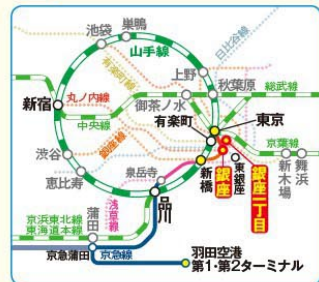 池袋
巣鴨
山手線
日比谷線
上野
有楽町線
秋葉原
総武線
新宿
丸ノ内線
御茶ノ水
中央線
有楽町
東京
渋谷
銀座線
京葉線
恵比寿
泉岳寺
新橋
銀座
東銀座
銀座一丁目
新木場
舞浜
浅草線
品川
京浜東北線
東海道本線
蒲田
京急蒲田
京急線
羽田空港
第1・第2ターミナル